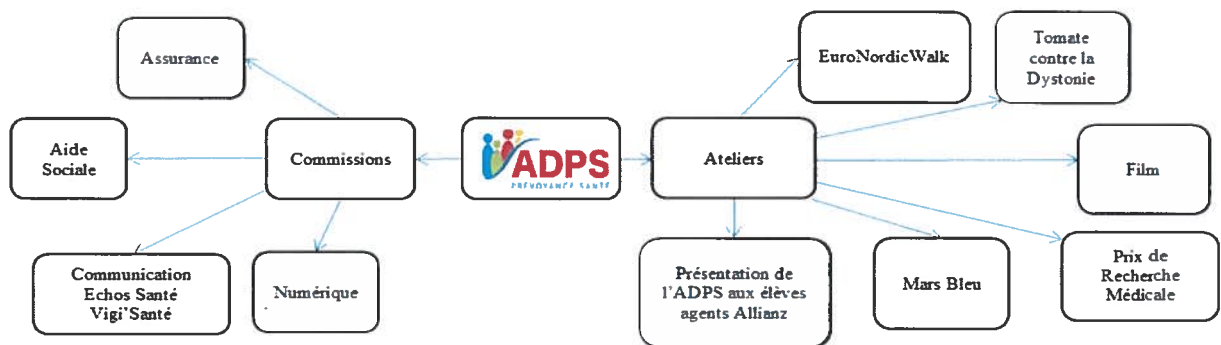 Assurance
Aide
Sociale
Commissions
Communication
Echos Santé
Vigi'Santé
Numérique
ADPS
PRÉVOYANCE SANTÉ
Ateliers
EuroNordicWalk
Tomate
contre la
Dystonie
Film
Prix de
Recherche
Médicale
Mars Bleu
Présentation de
l'ADPS aux élèves
agents Allianz